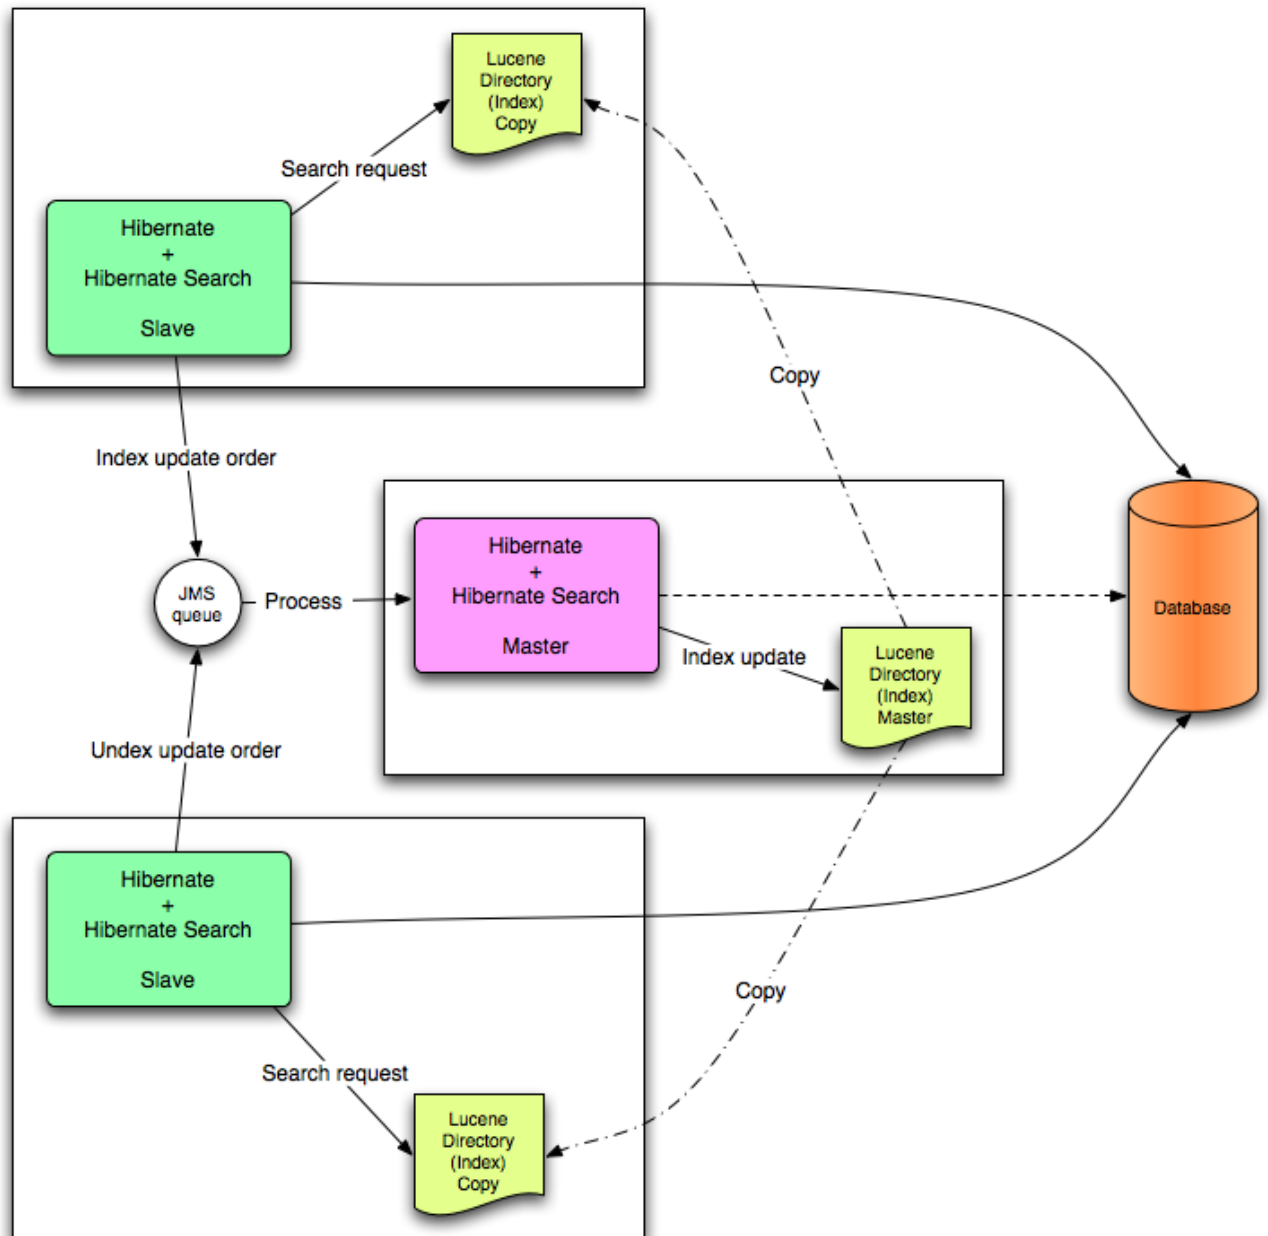 Lucene
Directory
(Index)
Copy
Search request
Hibernate
+
Hibernate Search
Slave
Copy
Index update order
Hibernate
+
Hibernate Search
Master
JMS
queue
Process
Database
Index update
Lucene
Directory
(Index)
Master
Undex update order
Hibernate
+
Hibernate Search
Slave
Copy
Search request
Lucene
Directory
(Index)
Copy